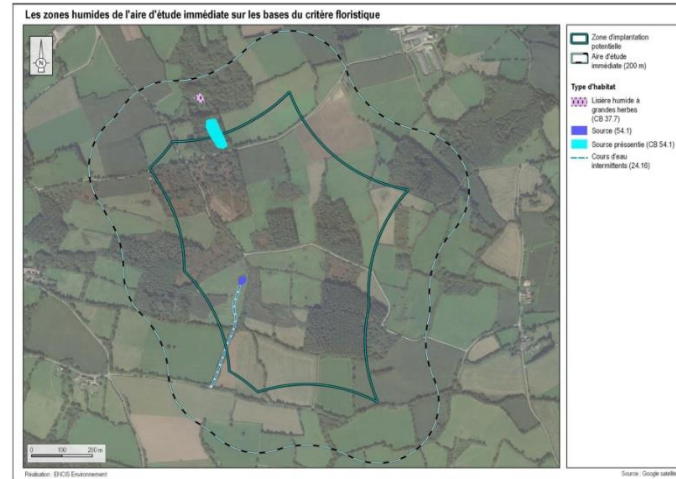 Les zones humides de l'aire d'étude immédiate sur les bases du critère floristique
N
Zone d'implantation
potentielle
Aire d'étude
immédiate (200 m)
Type d'habitat
Lisière humide à
grandes herbes
(CB 37.7)
Source (54.1)
Source préssentie (CB 54.1)
Cours d'eau
intermittents (24.16)
0 100 200 m
Réalisation : ENCIS Environnement
Source : Google satellite